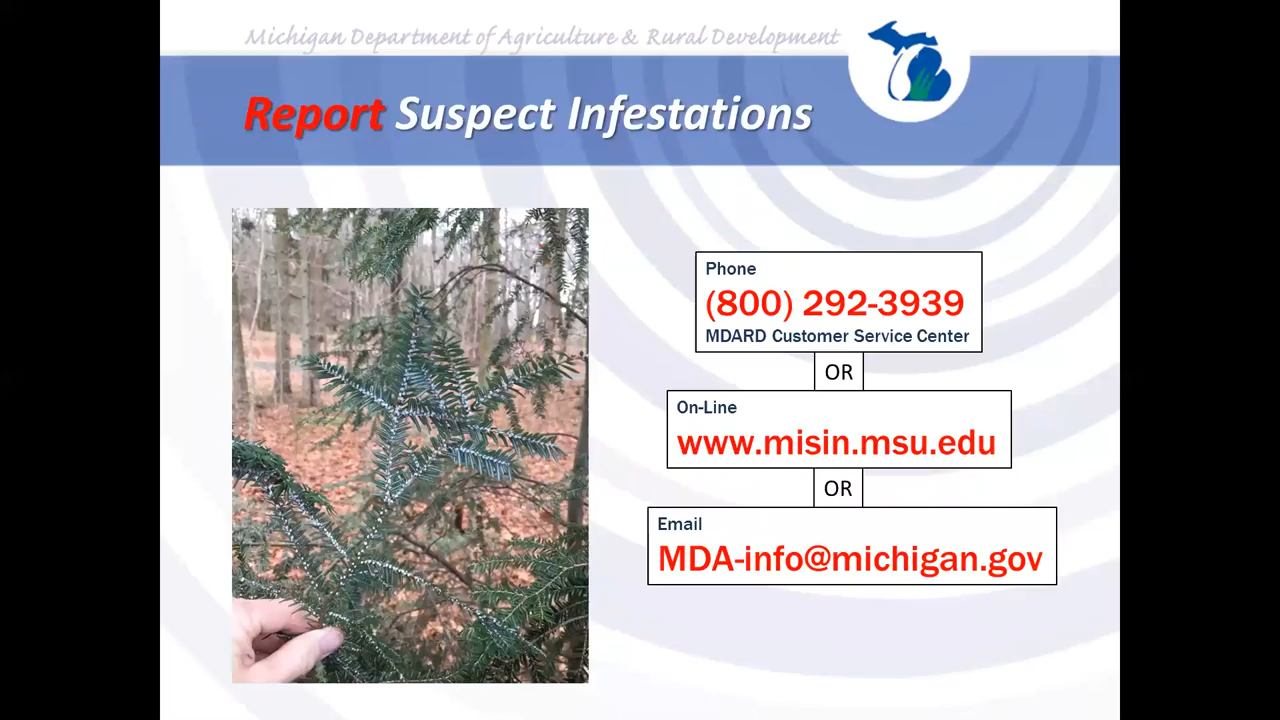 Michigan Department of Agriculture & Rural Development
Report Suspect Infestations
Phone
(800) 292-3939
MDARD Customer Service Center
OR
On-Line
www.misin.msu.edu
OR
Email
MDA-info@michigan.gov